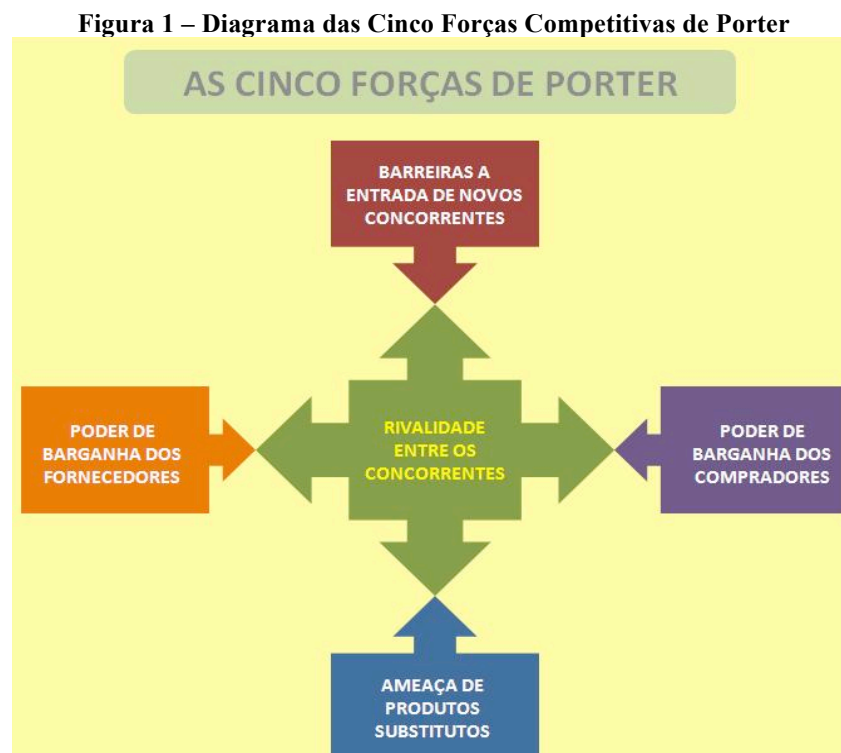 Figura 1 – Diagrama das Cinco Forças Competitivas de Porter
AS CINCO FORÇAS DE PORTER
BARREIRAS A
ENTRADA DE NOVOS
CONCORRENTES
PODER DE
BARGANHA DOS
FORNECEDORES
RIVALIDADE
ENTRE OS
CONCORRENTES
PODER DE
BARGANHA DOS
COMPRADORES
AMEAÇA DE
PRODUTOS
SUBSTITUTOS